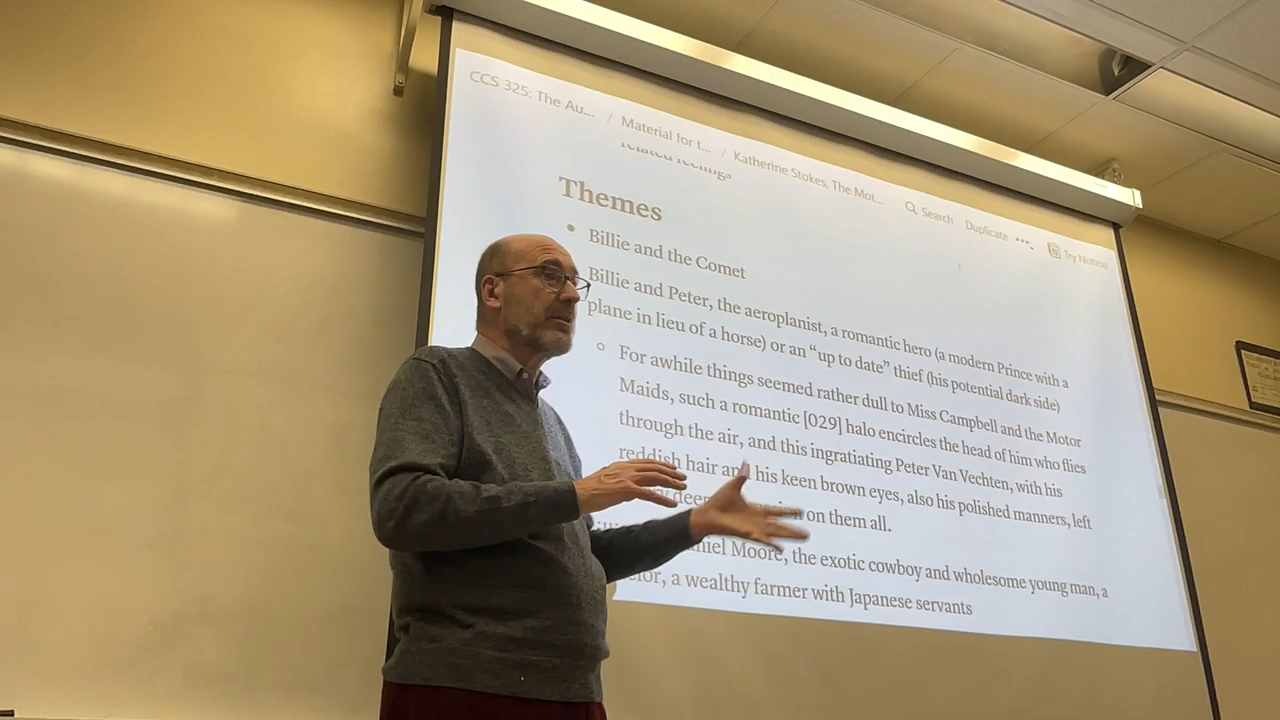 CCS 325: The Au... / Material for t... / Katherine Stokes, The Mot... Search Duplicate ••• Try Notion
related feelings
Themes
• Billie and the Comet
Billie and Peter, the aeroplanist, a romantic hero (a modern Prince with a
plane in lieu of a horse) or an “up to date” thief (his potential dark side)
◦ For awhile things seemed rather dull to Miss Campbell and the Motor
Maids, such a romantic [029] halo encircles the head of him who flies
through the air, and this ingratiating Peter Van Vechten, with his
reddish hair and his keen brown eyes, also his polished manners, left
on them all.
Moore, the exotic cowboy and wholesome young man, a
a wealthy farmer with Japanese servants